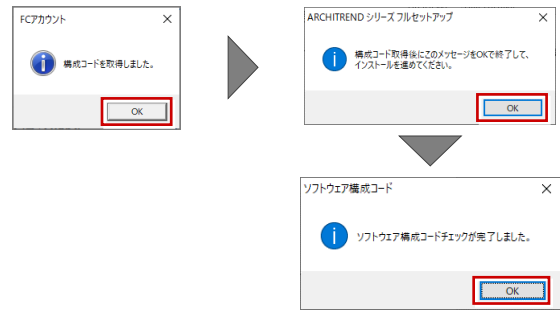 FCアカウント
構成コードを取得しました。
OK
ARCHITREND シリーズ フルセットアップ
構成コード取得後にこのメッセージをOKで終了して、
インストールを進めてください。
OK
ソフトウェア構成コード
ソフトウェア構成コードチェックが完了しました。
OK